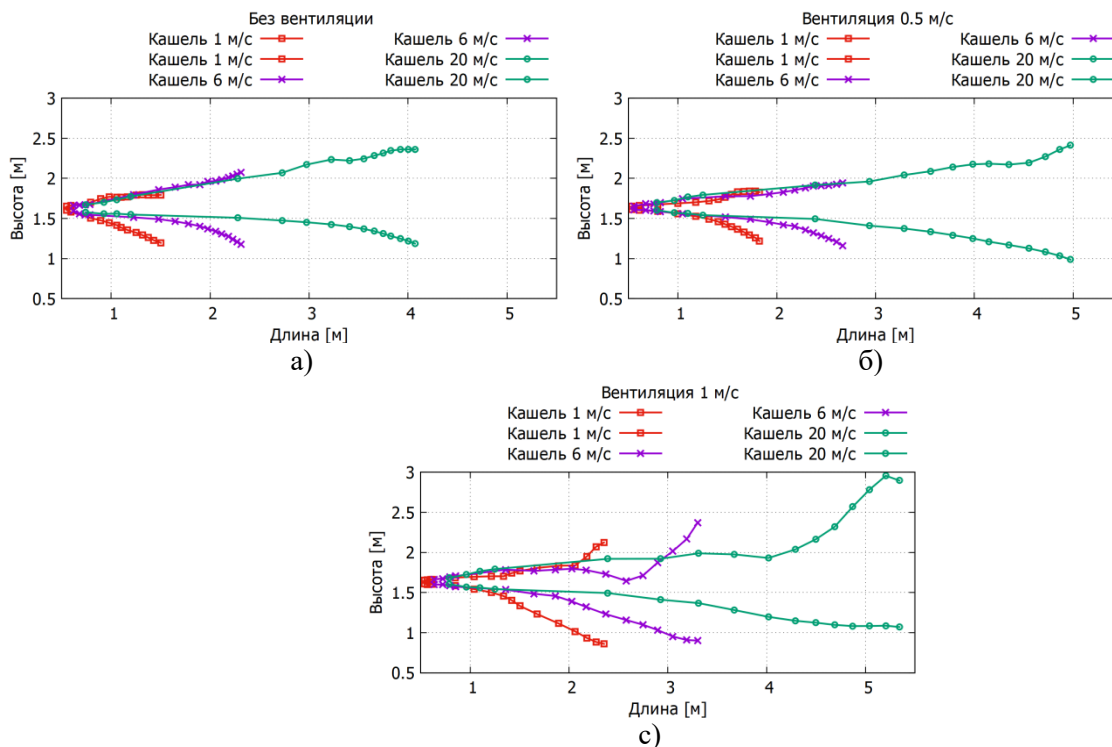 Без вентиляции
Кашель 1 м/с
Кашель 1 м/с
Кашель 6 м/с
Кашель 6 м/с
Кашель 20 м/с
Кашель 20 м/с
3
2.5
2
1.5
1
0.5
Высота [м]
1 2 3 4 5
Длина [м]
а)
Вентиляция 0.5 м/с
Кашель 1 м/с
Кашель 1 м/с
Кашель 6 м/с
Кашель 6 м/с
Кашель 20 м/с
Кашель 20 м/с
3
2.5
2
1.5
1
0.5
Высота [м]
1 2 3 4 5
Длина [м]
б)
Вентиляция 1 м/с
Кашель 1 м/с
Кашель 1 м/с
Кашель 6 м/с
Кашель 6 м/с
Кашель 20 м/с
Кашель 20 м/с
3
2.5
2
1.5
1
0.5
Высота [м]
1 2 3 4 5
Длина [м]
с)